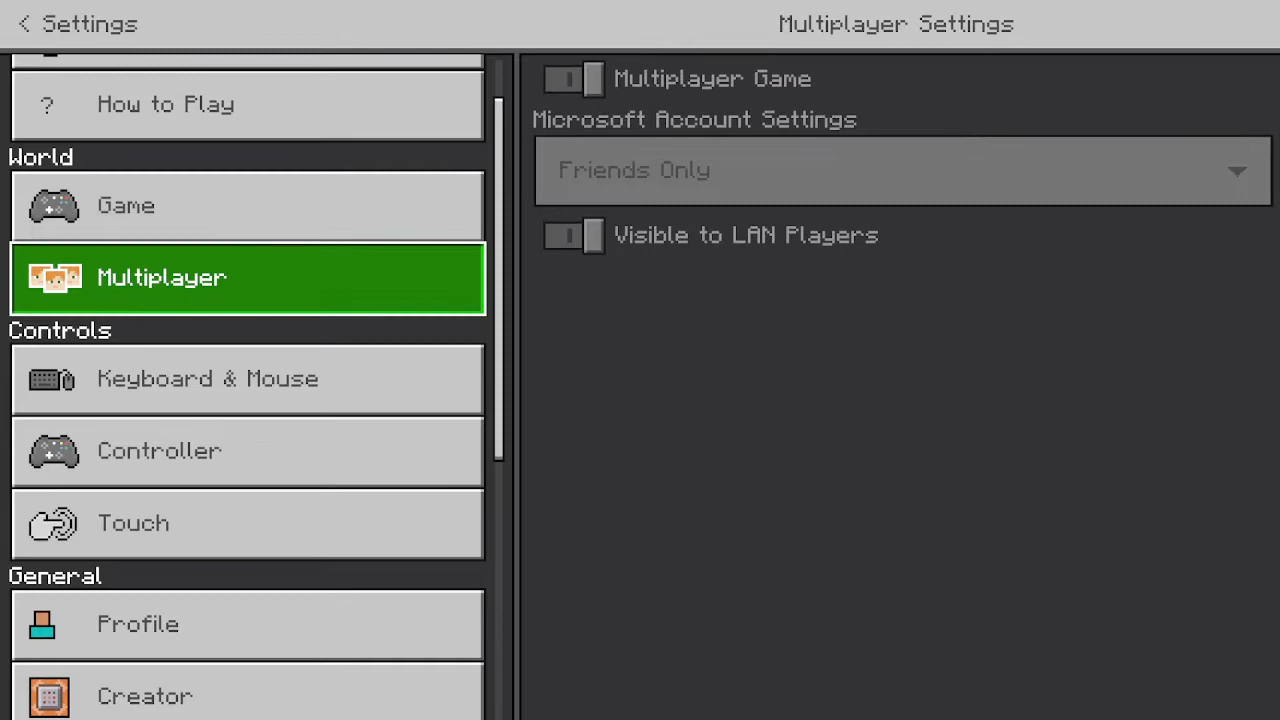 Settings
Multiplayer Settings
How to Play
World
Game
Multiplayer
Controls
Keyboard & Mouse
Controller
Touch
General
Profile
Creator
Multiplayer Game
Microsoft Account Settings
Friends Only
Visible to LAN Players